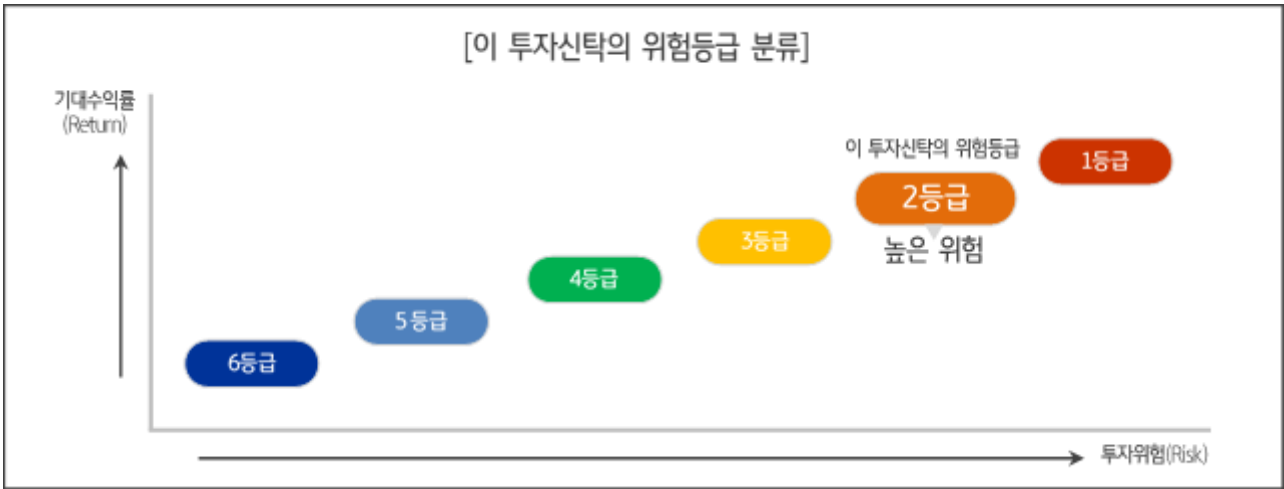 [이 투자신탁의 위험등급 분류]
기대수익률
(Return)
이 투자신탁의 위험등급
1등급
2등급
높은 위험
3등급
4등급
5등급
6등급
투자위험(Risk)